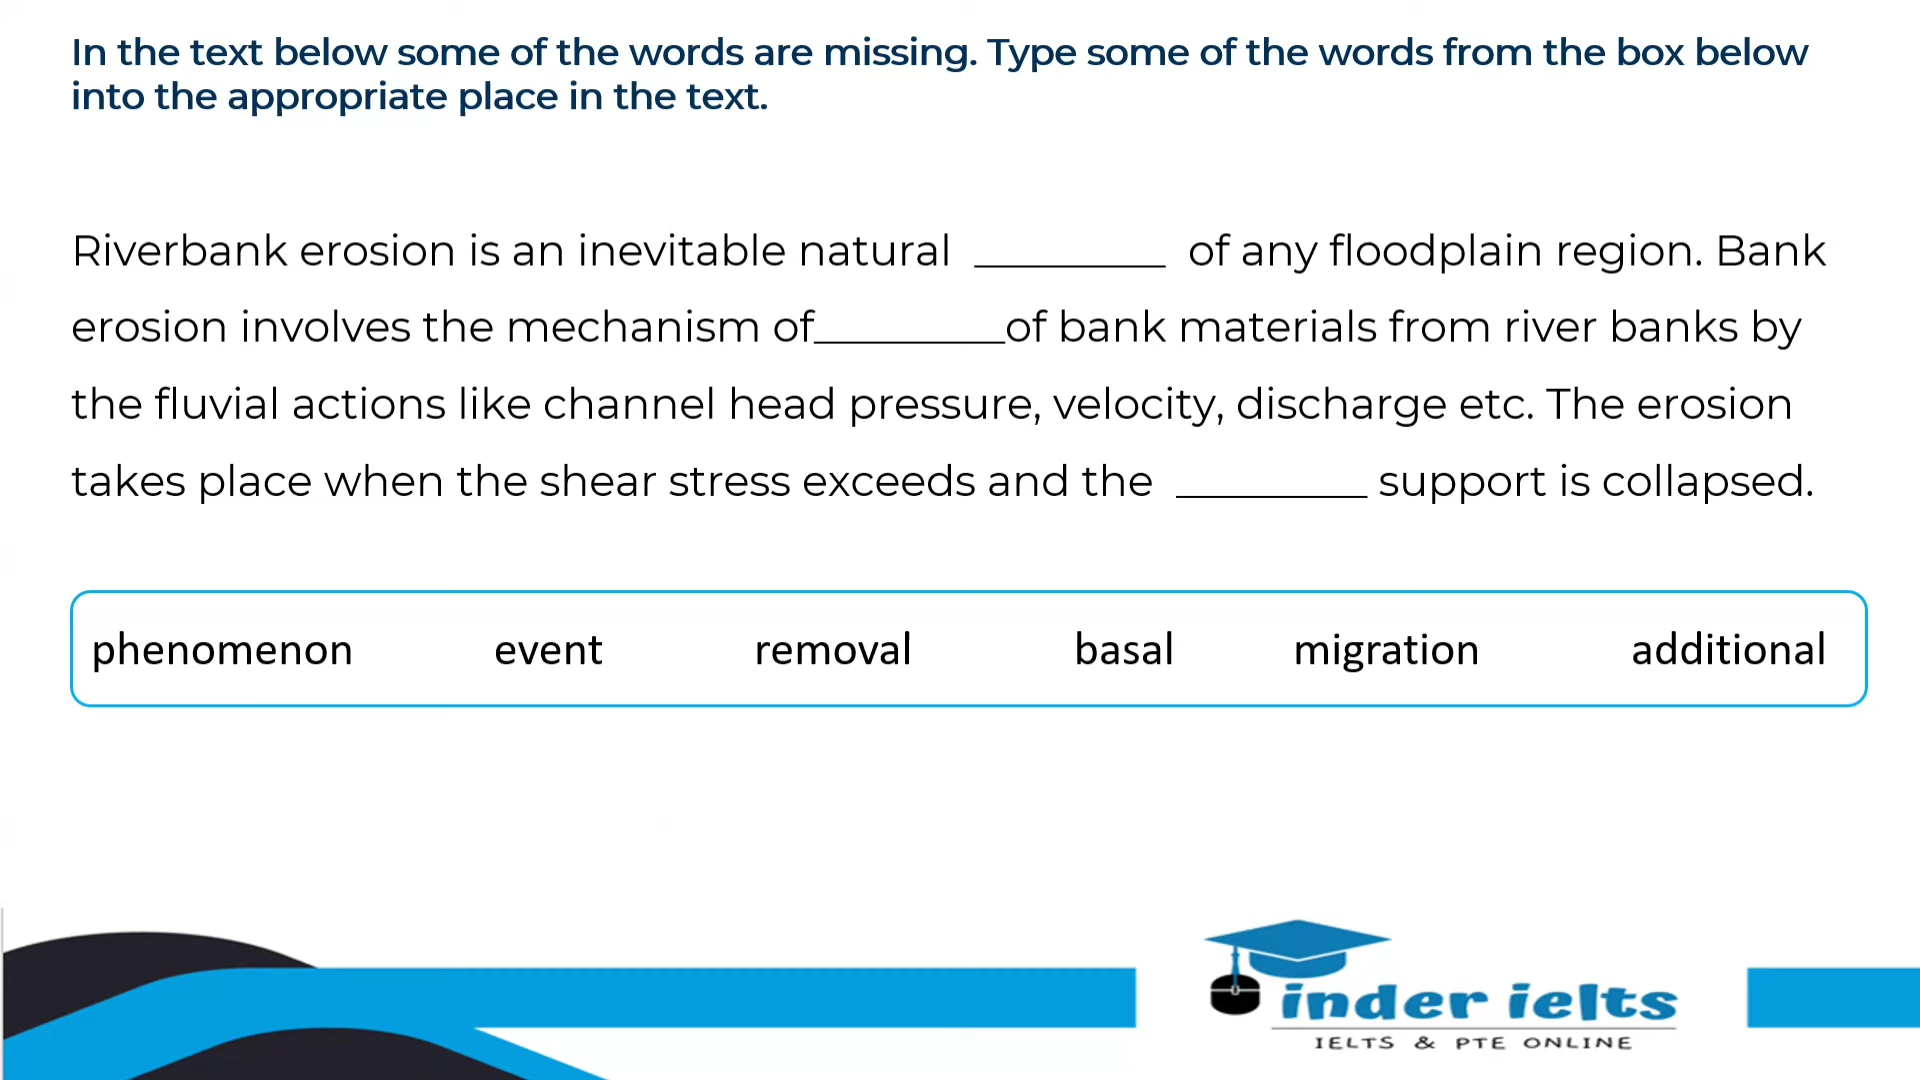 In the text below some of the words are missing. Type some of the words from the box below
into the appropriate place in the text.
Riverbank erosion is an inevitable natural _________ of any floodplain region. Bank
erosion involves the mechanism of_________of bank materials from river banks by
the fluvial actions like channel head pressure, velocity, discharge etc. The erosion
takes place when the shear stress exceeds and the _________ support is collapsed.
phenomenon event removal basal migration additional
inder ielts
IELTS & PTE ONLINE